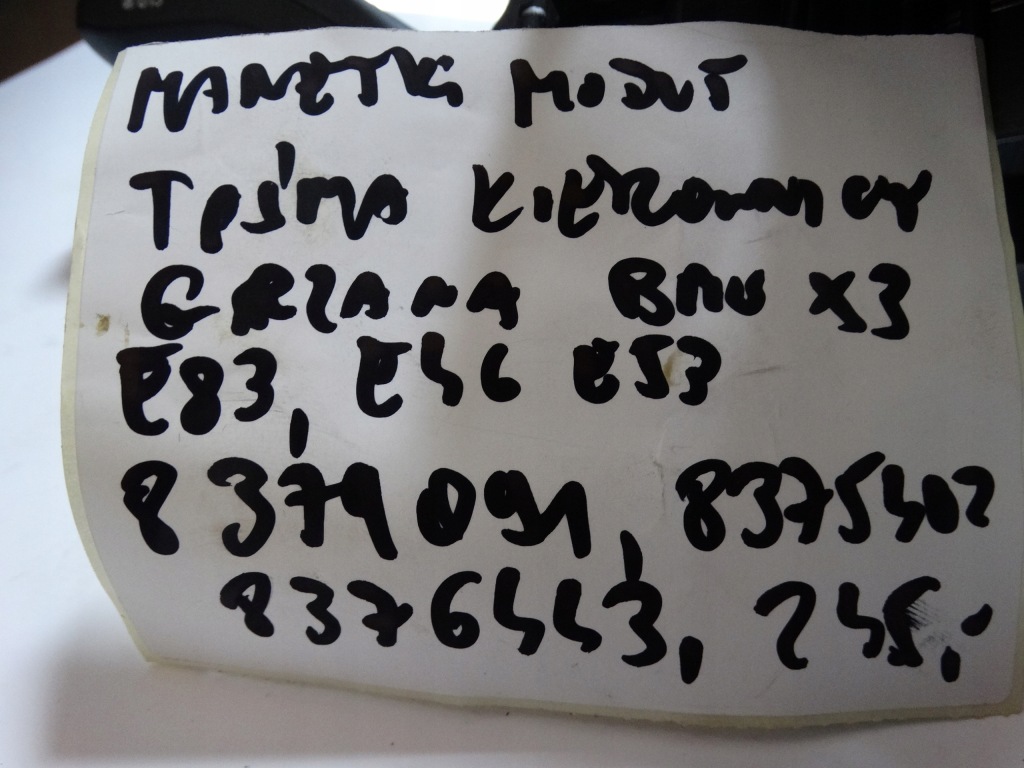 MANETKI MODUŁ
TAŚMA KIEROWNICY
GRZANA BMW X3
E83, E46 E53
8379091, 8375402
8376443, 245,-